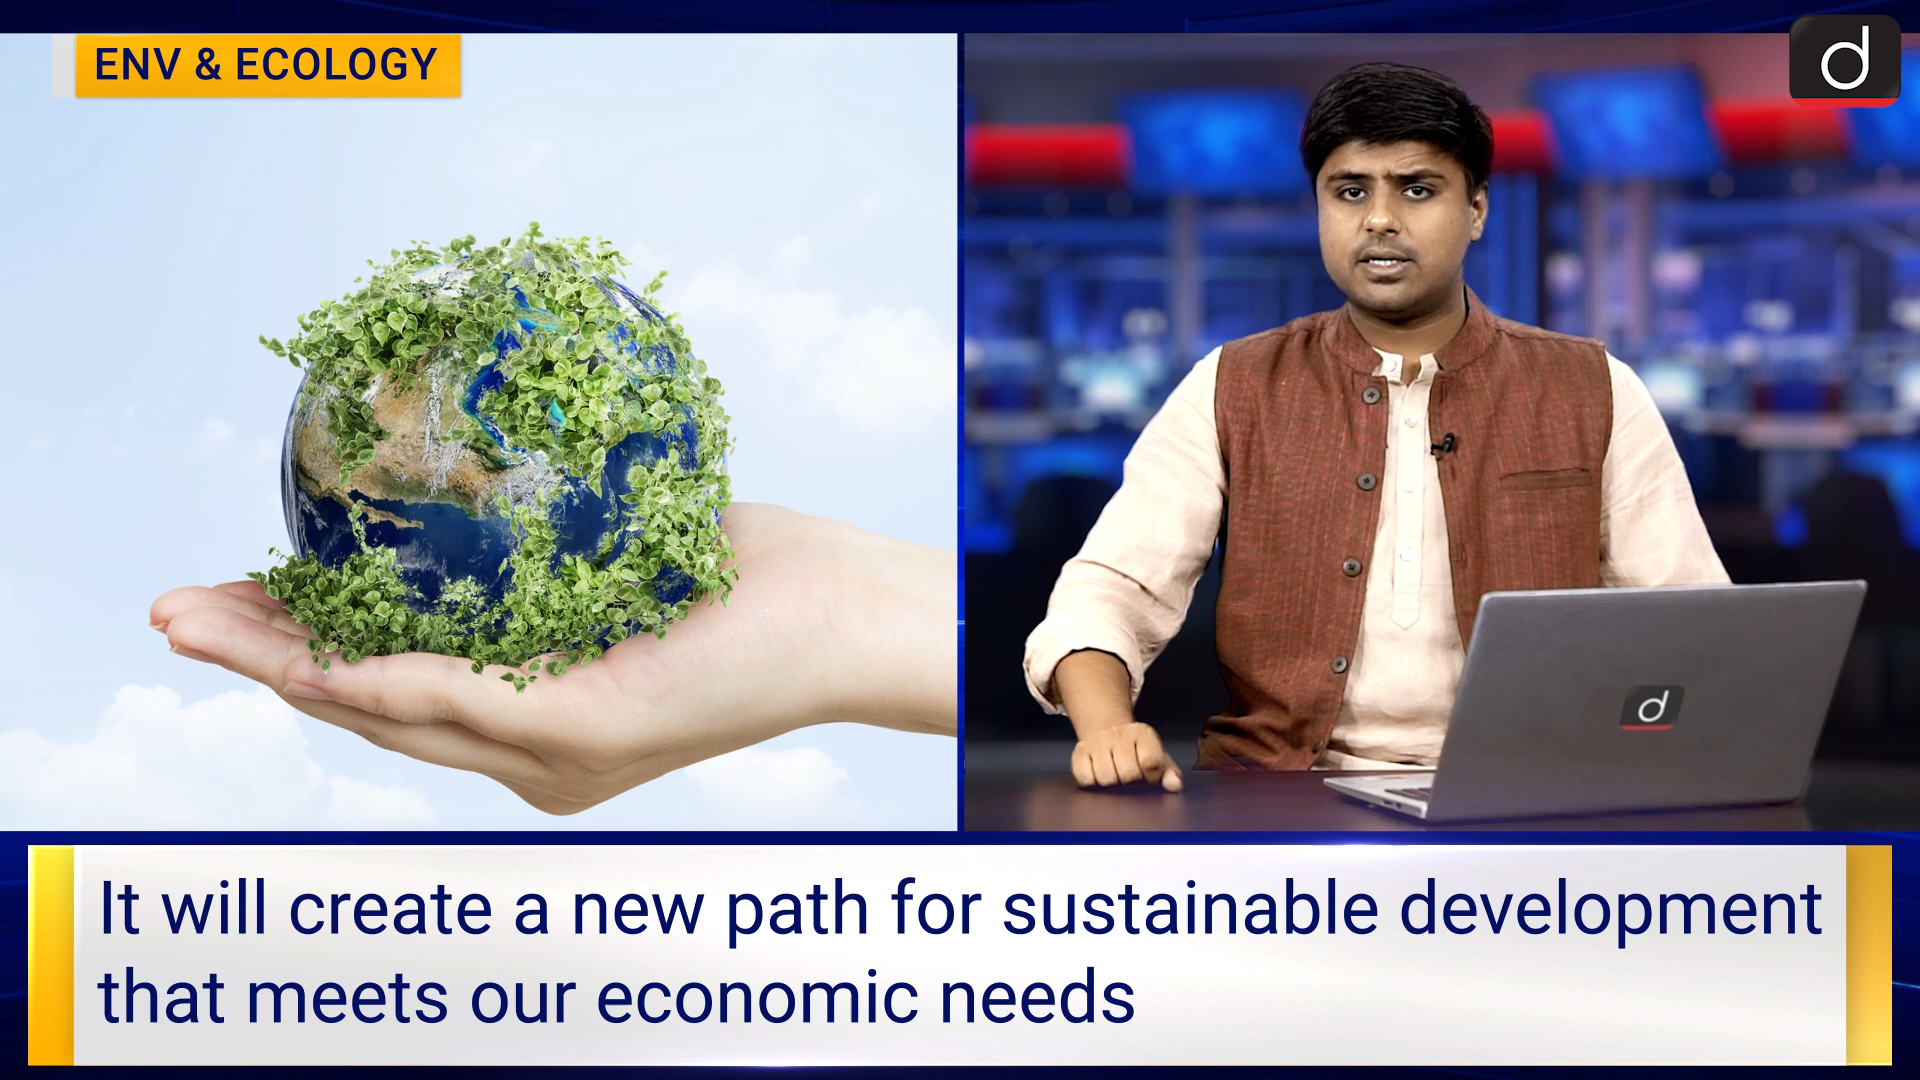 ENV & ECOLOGY
d
It will create a new path for sustainable development
that meets our economic needs
d